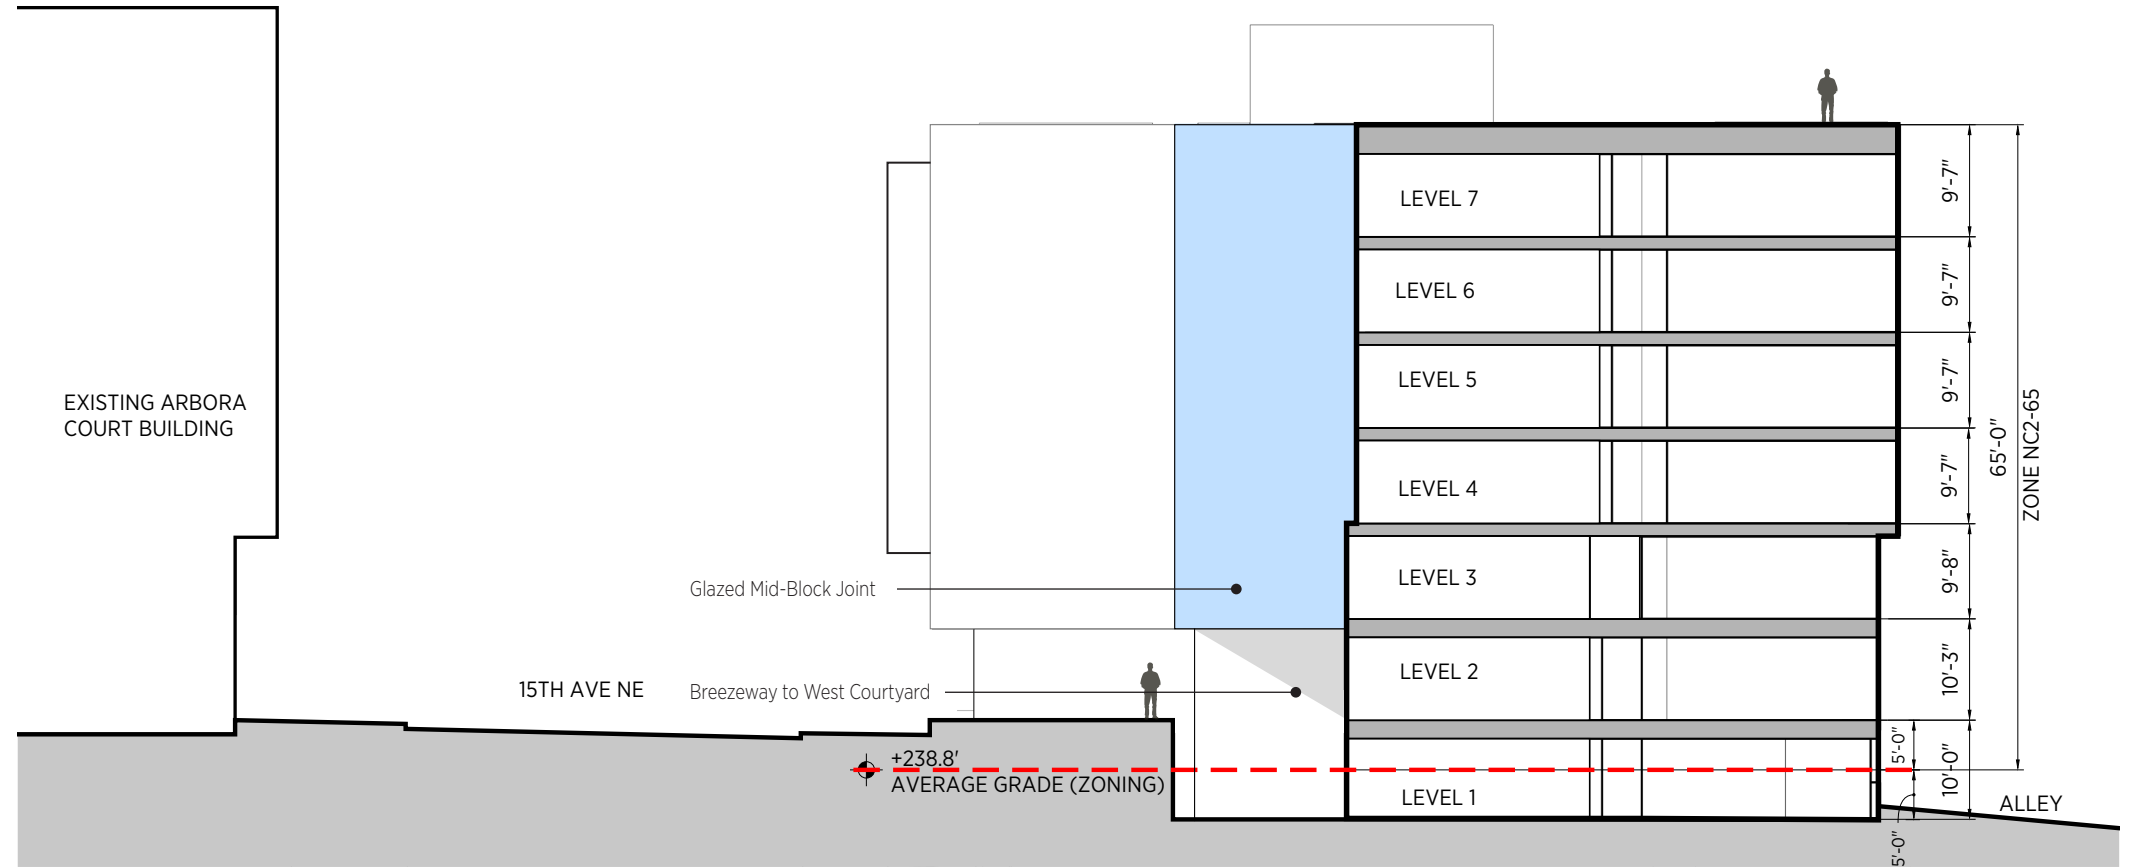 EXISTING ARBORA
COURT BUILDING
15TH AVE NE
Glazed Mid-Block Joint
Breezeway to West Courtyard
+238.8'
AVERAGE GRADE (ZONING)
LEVEL 7
LEVEL 6
LEVEL 5
LEVEL 4
LEVEL 3
LEVEL 2
LEVEL 1
9'-7"
9'-7"
9'-7"
9'-7"
9'-8"
10'-3"
10'-0"
5'-0"
5'-0"
65'-0"
ZONE NC2-65
ALLEY